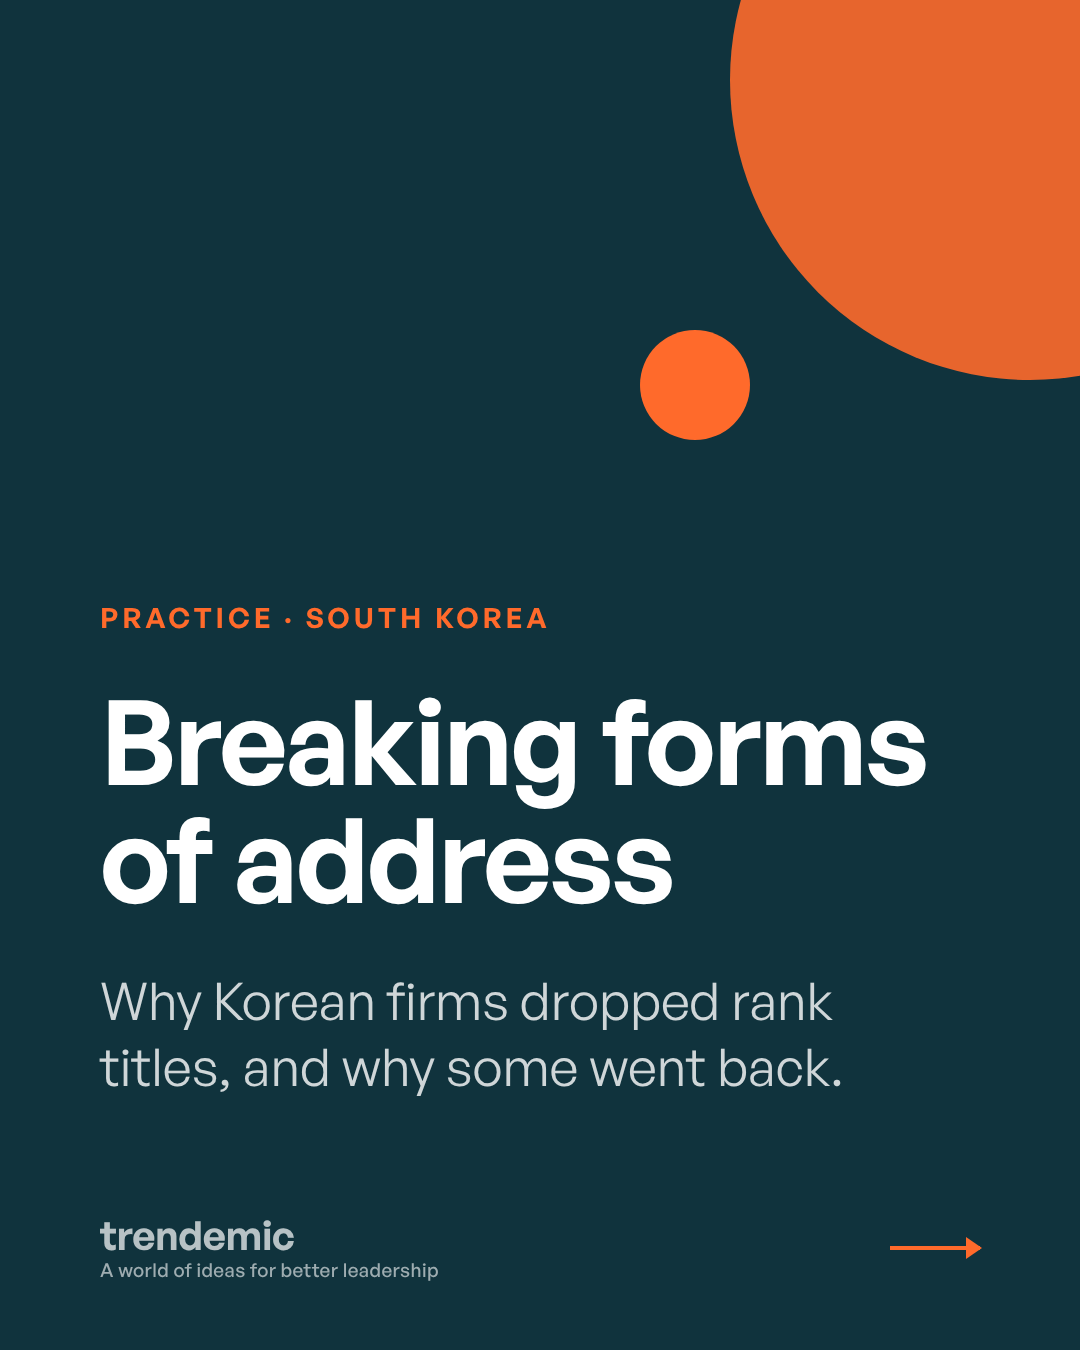 PRACTICE · SOUTH KOREA
Breaking forms
of address
Why Korean firms dropped rank
titles, and why some went back.
trendemic
A world of ideas for better leadership